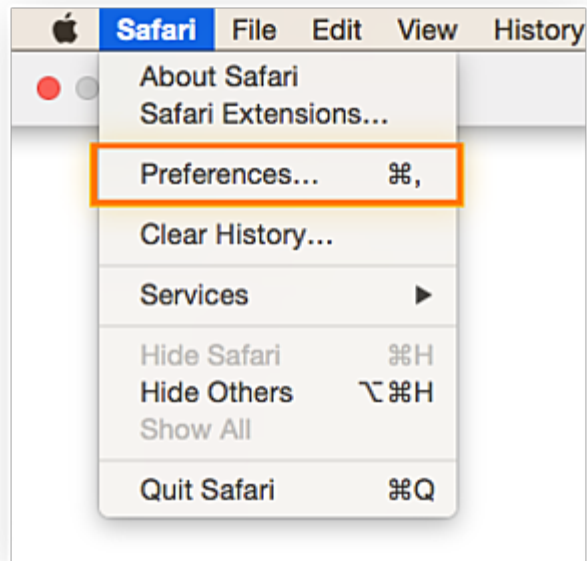 Safari File Edit View History
About Safari
Safari Extensions...
Preferences... ⌘,
Clear History...
Services ▶
Hide Safari ⌘H
Hide Others ⌥⌘H
Show All
Quit Safari ⌘Q